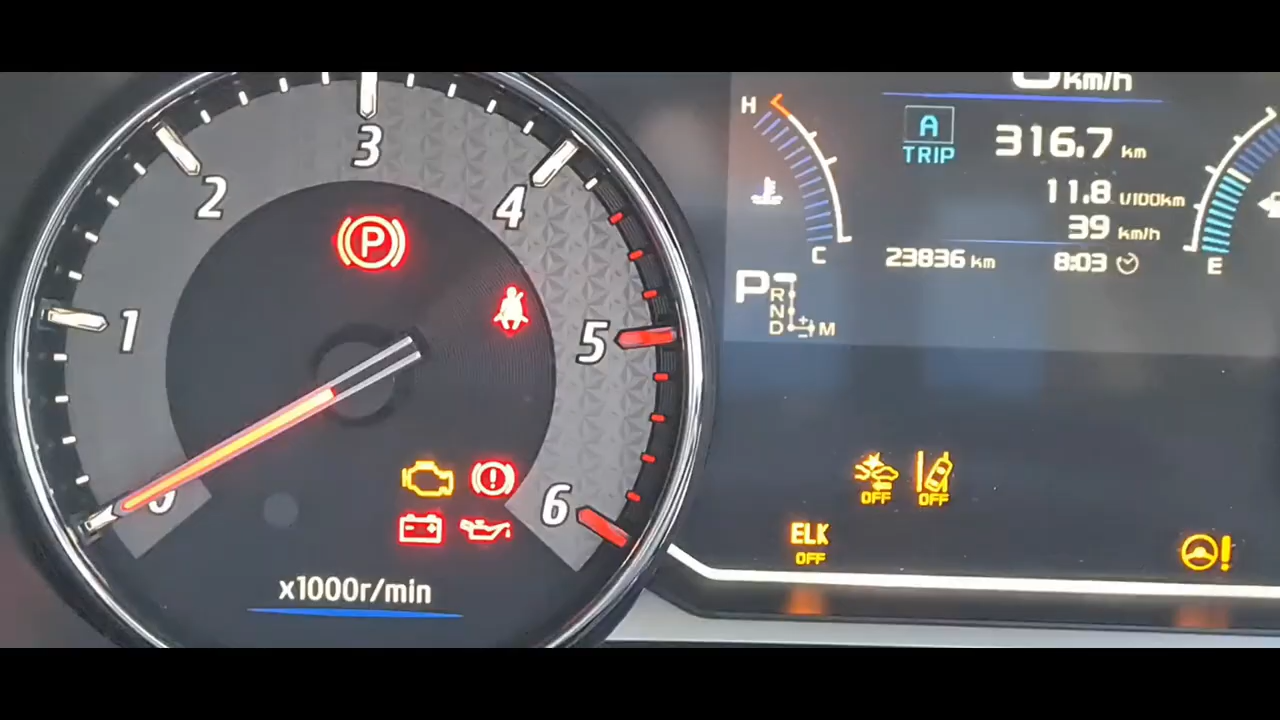 3
2
4
1
5
6
P
x1000r/min
km/h
H
A
TRIP
316.7 km
11.8 L/100km
39 km/h
C
E
23836 km
8:03
P
R
N
D
+
-
M
OFF
OFF
ELK
OFF